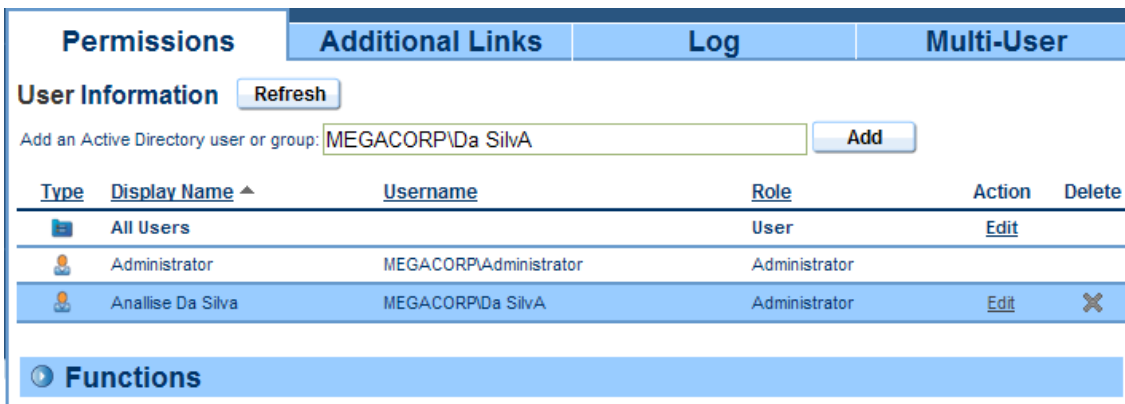 Permissions Additional Links Log Multi-User
User Information Refresh
Add an Active Directory user or group: MEGACORP\Da SilvA Add
Type Display Name Username Role Action Delete
All Users User Edit
Administrator MEGACORP\Administrator Administrator
Anallise Da Silva MEGACORP\Da SilvA Administrator Edit
Functions